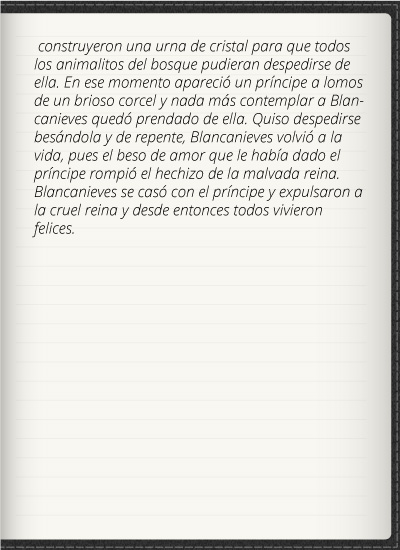 construyeron una urna de cristal para que todos
los animalitos del bosque pudieran despedirse de
ella. En ese momento apareció un príncipe a lomos
de un brioso corcel y nada más contemplar a Blan-
canieves quedó prendado de ella. Quiso despedirse
besándola y de repente, Blancanieves volvió a la
vida, pues el beso de amor que le había dado el
príncipe rompió el hechizo de la malvada reina.
Blancanieves se casó con el príncipe y expulsaron a
la cruel reina y desde entonces todos vivieron
felices.